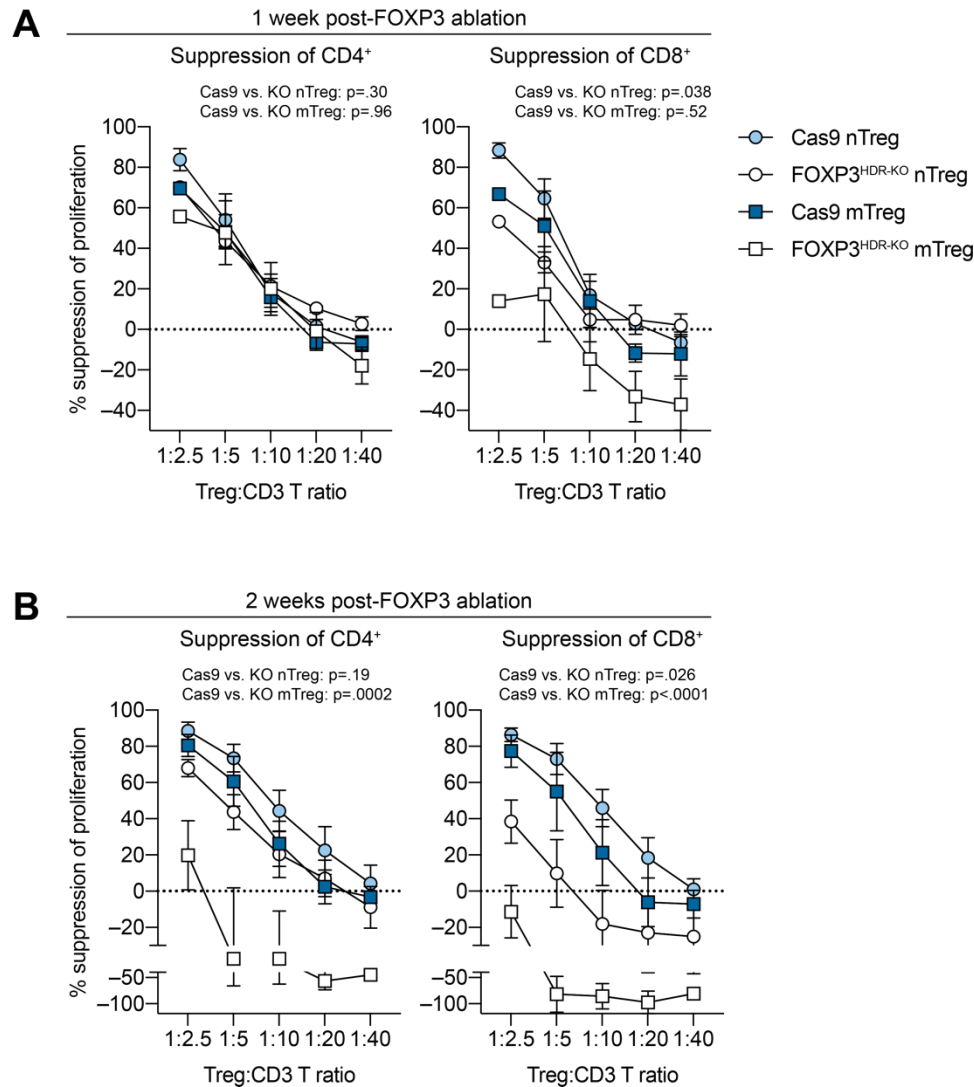 A
1 week post-FOXP3 ablation
Suppression of CD4⁺
Cas9 vs. KO nTreg: p=.30
Cas9 vs. KO mTreg: p=.96
% suppression of proliferation
100
80
60
40
20
0
–20
–40
1:2.5 1:5 1:10 1:20 1:40
Treg:CD3 T ratio
Suppression of CD8⁺
Cas9 vs. KO nTreg: p=.038
Cas9 vs. KO mTreg: p=.52
1:2.5 1:5 1:10 1:20 1:40
Treg:CD3 T ratio
Cas9 nTreg
FOXP3ᴴᴰᴿ⁻ᴷᴼ nTreg
Cas9 mTreg
FOXP3ᴴᴰᴿ⁻ᴷᴼ mTreg
B
2 weeks post-FOXP3 ablation
Suppression of CD4⁺
Cas9 vs. KO nTreg: p=.19
Cas9 vs. KO mTreg: p=.0002
% suppression of proliferation
100
80
60
40
20
0
–20
–50
–100
1:2.5 1:5 1:10 1:20 1:40
Treg:CD3 T ratio
Suppression of CD8⁺
Cas9 vs. KO nTreg: p=.026
Cas9 vs. KO mTreg: p<.0001
1:2.5 1:5 1:10 1:20 1:40
Treg:CD3 T ratio